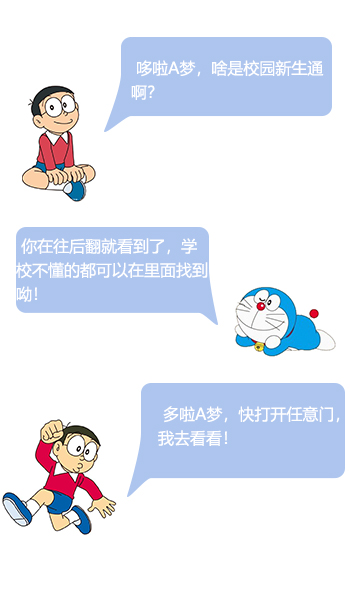 哆啦A梦，啥是校园新生通
啊？
你在往后翻就看到了，学
校不懂的都可以在里面找到
呦！
多啦A梦，快打开任意门，
我去看看！